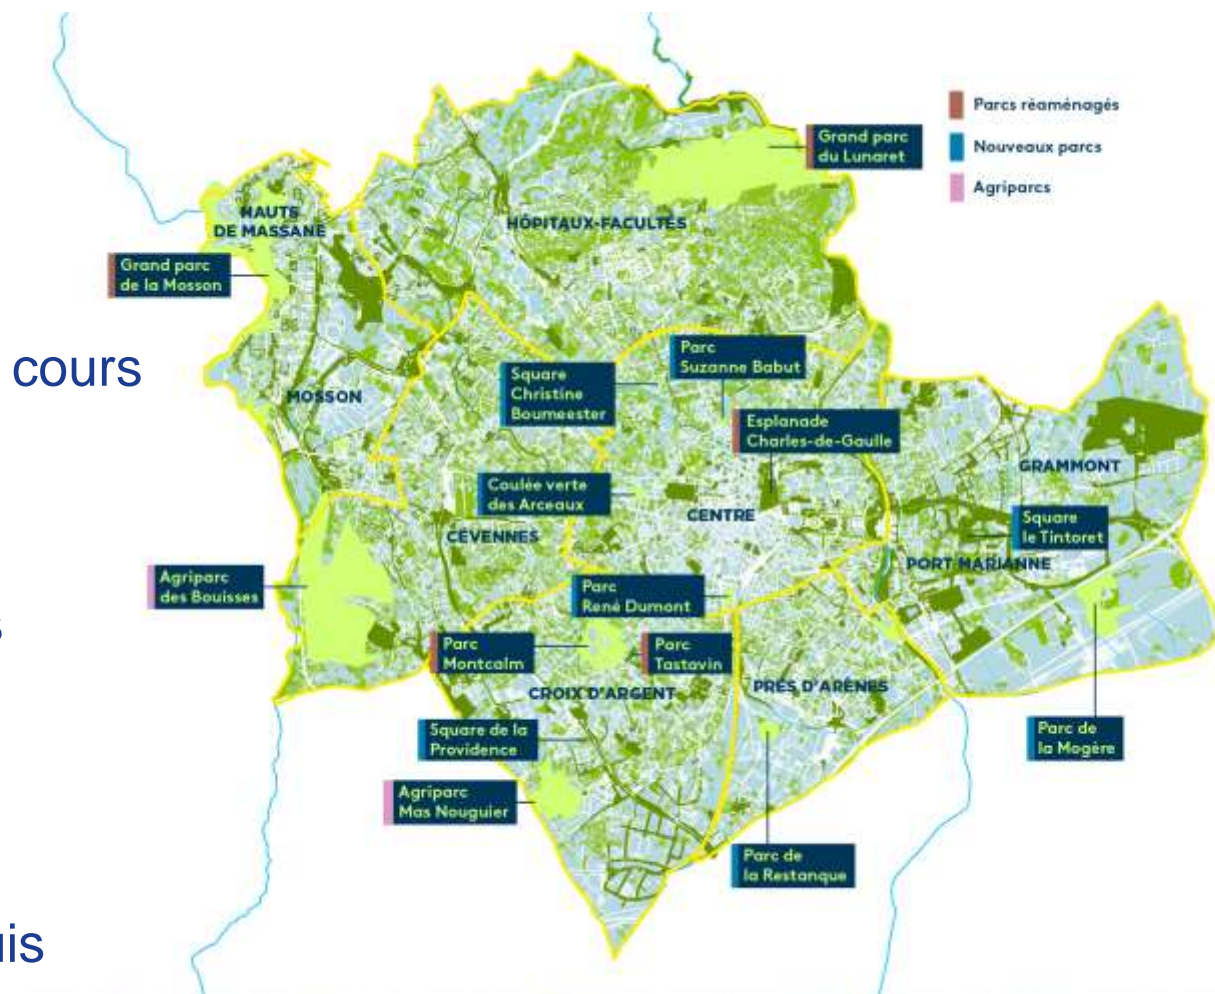 Parcs réaménagés
Nouveaux parcs
Agriparcs
Grand parc
du Lunaret
HAUTS
DE MASSANE
HÔPITAUX-FACULTÉS
Grand parc
de la Mosson
cours
Parc
Suzanne Babut
Square
Christine
Boumeester
MOSSON
Esplanade
Charles-de-Gaulle
GRAMMONT
Coulée verte
des Arceaux
CENTRE
CÉVENNES
Square
le Tintoret
PORT MARIANNE
Agriparc
des Bouisses
Parc
René Dumont
s
Parc
Montcalm
Parc
Tastavin
CROIX D'ARGENT
PRÉS D'ARÈNES
Square de la
Providence
Parc de
la Mogère
Agriparc
Mas Nouguier
Parc de
la Restanque
uis